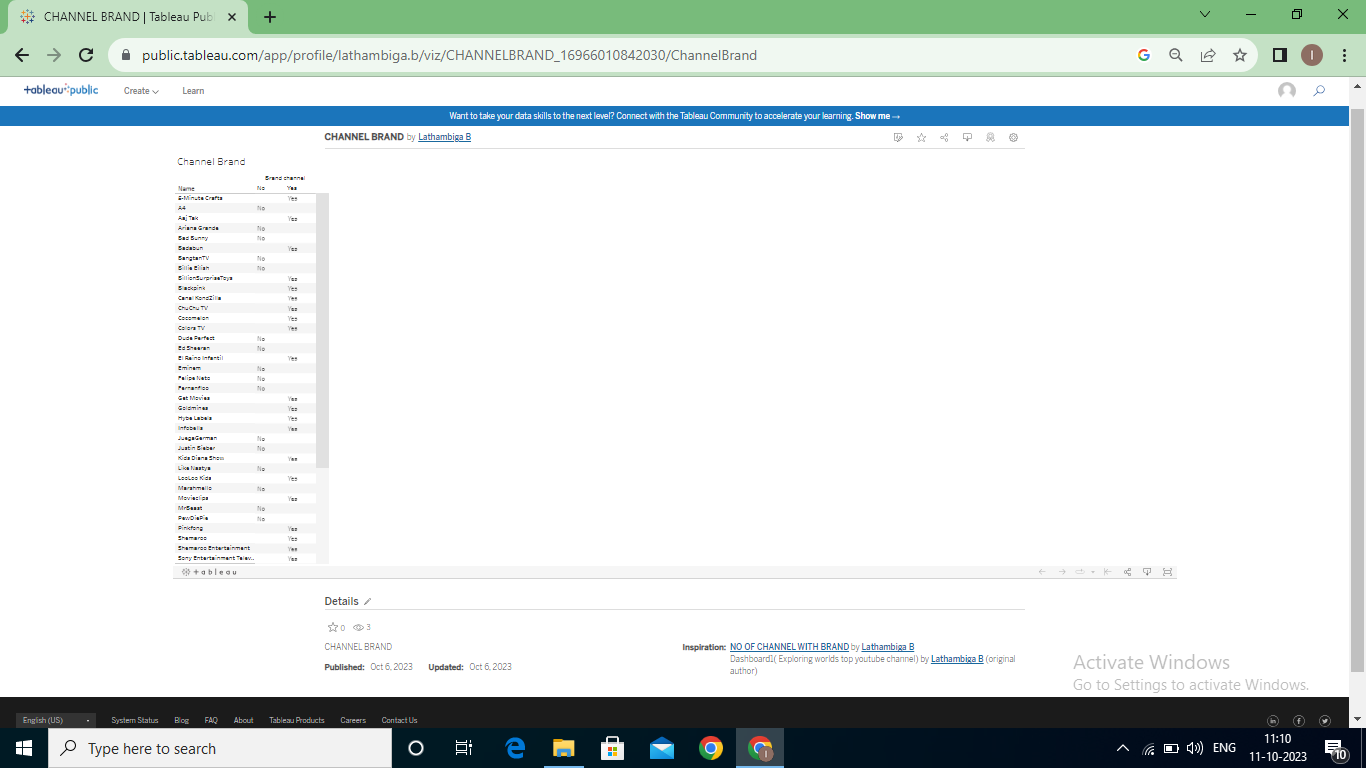 CHANNEL BRAND | Tableau Pub
public.tableau.com/app/profile/lathambiga.b/viz/CHANNELBRAND_16966010842030/ChannelBrand
I
+ableau public Create Learn
Want to take your data skills to the next level? Connect with the Tableau Community to accelerate your learning. Show me →
CHANNEL BRAND by Lathambiga B
Channel Brand
Brand channel
Name No Yes
5-Minute Crafts Yes
A4 No
Aaj Tak Yes
Ariana Grande No
Bad Bunny No
Badabun Yes
BangtanTV No
Billie Eilish No
BillionSurpriseToys Yes
Blackpink Yes
Canal KondZilla Yes
ChuChu TV Yes
Cocomelon Yes
Colors TV Yes
Dude Perfect No
Ed Sheeran No
El Reino Infantil Yes
Eminem No
Felipe Neto No
Fernanfloo No
Get Movies Yes
Goldmines Yes
Hybe Labels Yes
Infobells Yes
JuegaGerman No
Justin Bieber No
Kids Diana Show Yes
Like Nastya No
LooLoo Kids Yes
Marshmello No
Movieclips Yes
MrBeast No
PewDiePie No
Pinkfong Yes
Shemaroo Yes
Shemaroo Entertainment Yes
Sony Entertainment Telev.. Yes
+ableau
Details
0 3
CHANNEL BRAND
Published: Oct 6, 2023 Updated: Oct 6, 2023
Inspiration: NO OF CHANNEL WITH BRAND by Lathambiga B
Dashboard1( Exploring worlds top youtube channel) by Lathambiga B (original
author)
Activate Windows
Go to Settings to activate Windows.
English (US) System Status Blog FAQ About Tableau Products Careers Contact Us
Type here to search
I
ENG
11:10
11-10-2023
10